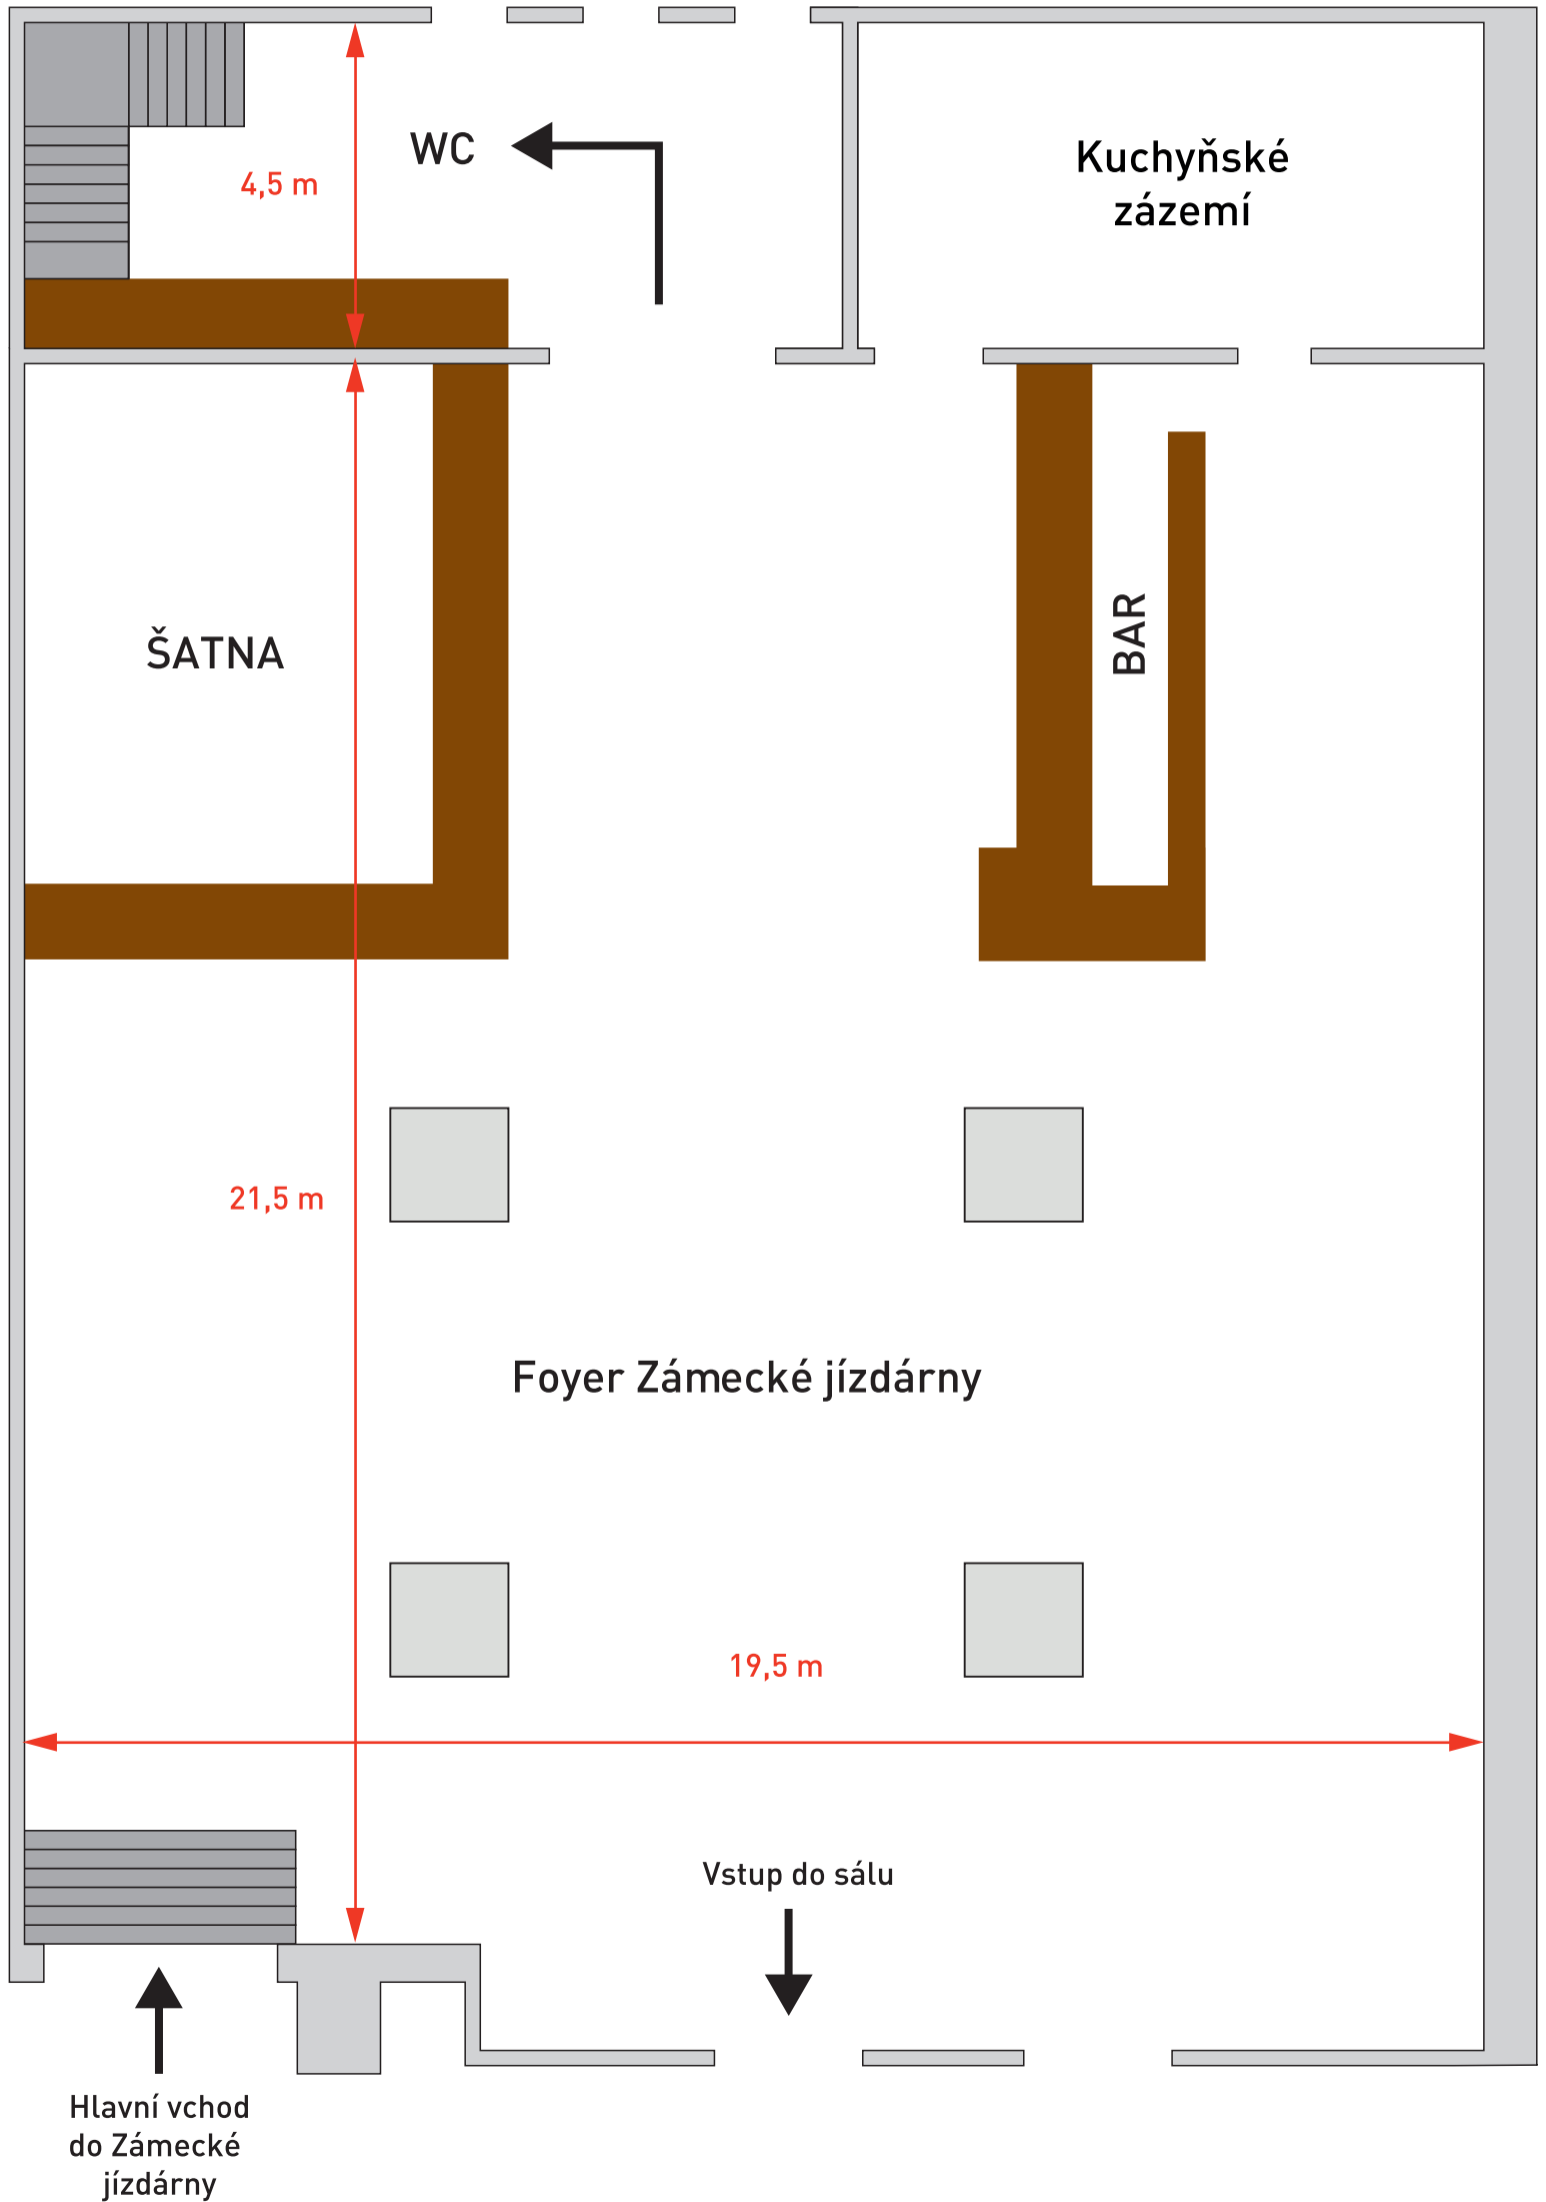 WC
Kuchyňské
zázemí
4,5 m
ŠATNA
BAR
21,5 m
Foyer Zámecké jízdárny
19,5 m
Vstup do sálu
Hlavní vchod
do Zámecké
jízdárny